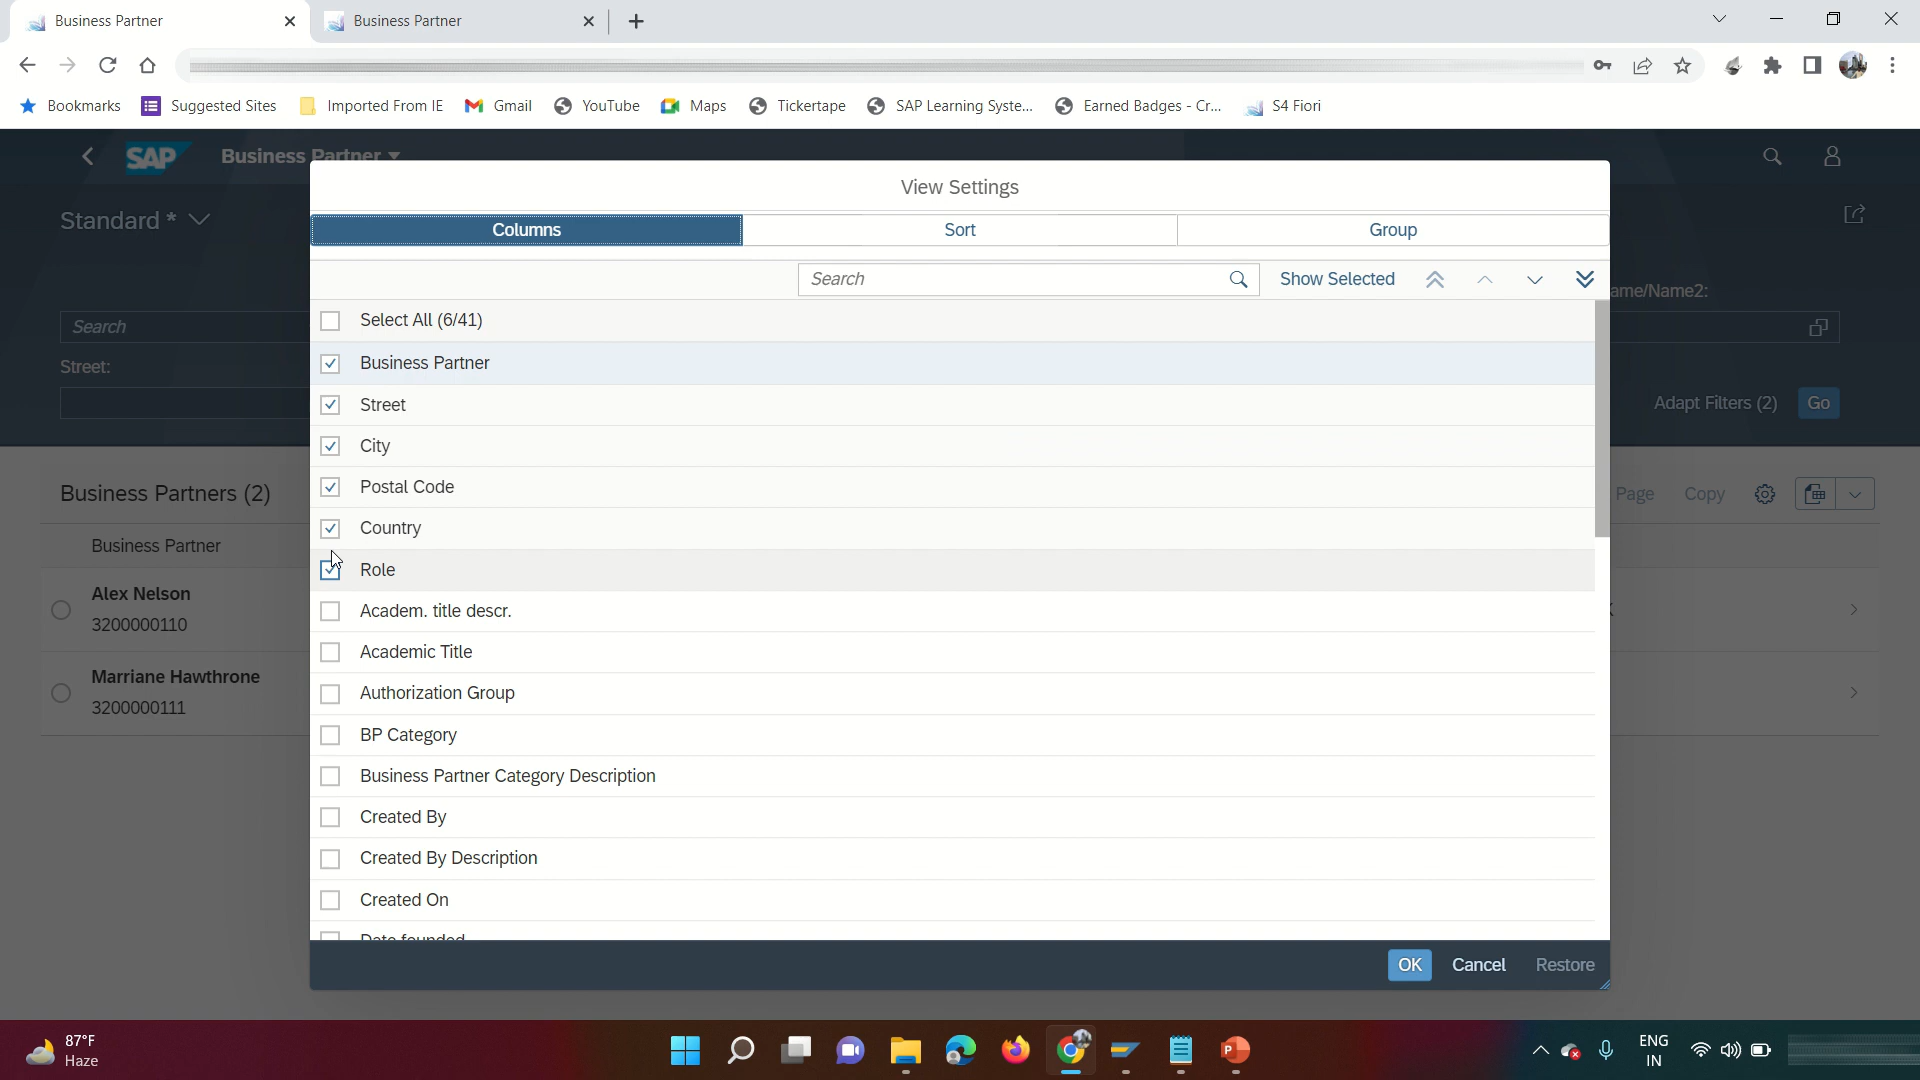 Business Partner
Business Partner
Bookmarks
Suggested Sites
Imported From IE
Gmail
YouTube
Maps
Tickertape
SAP Learning Syste...
Earned Badges - Cr...
S4 Fiori
SAP
Business Partner
Standard *
View Settings
Columns
Sort
Group
Search
Show Selected
ame/Name2:
Search
Street:
Adapt Filters (2)
Go
Select All (6/41)
Business Partner
Street
City
Postal Code
Country
Role
Academ. title descr.
Academic Title
Authorization Group
BP Category
Business Partner Category Description
Created By
Created By Description
Created On
Date founded
Business Partners (2)
Page
Copy
Business Partner
Alex Nelson
3200000110
Marriane Hawthrone
3200000111
OK
Cancel
Restore
87°F
Haze
ENG
IN